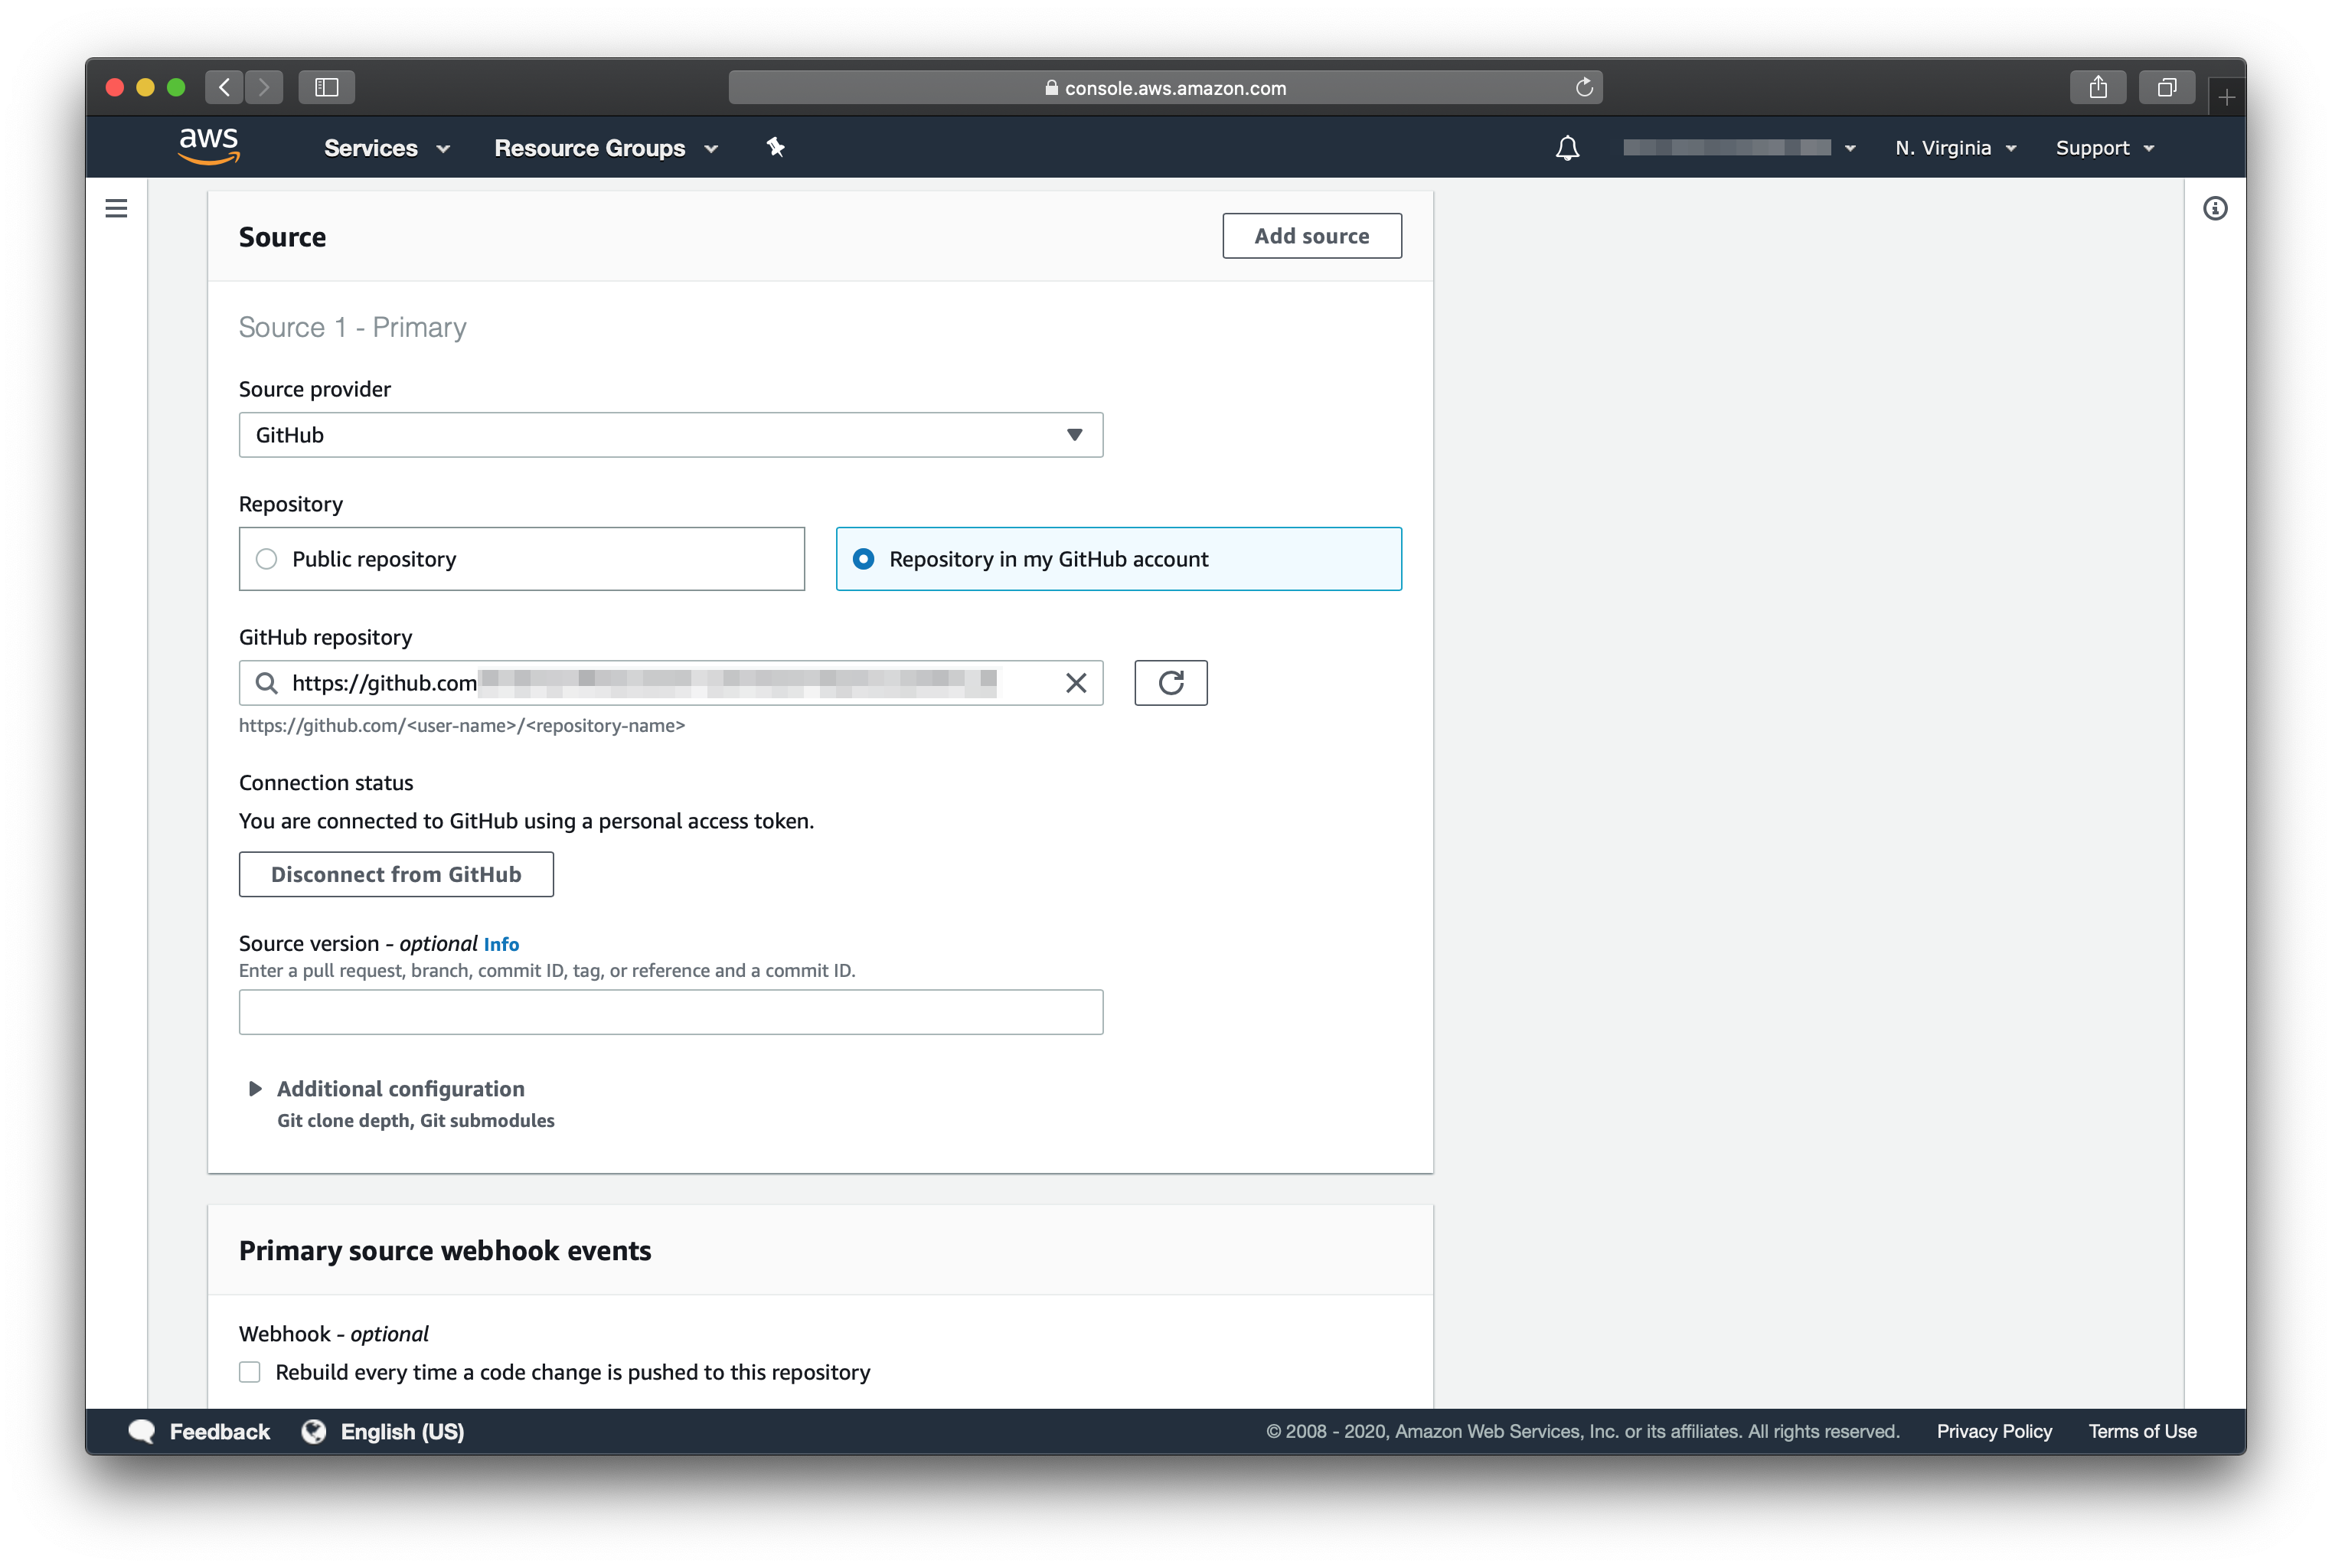 console.aws.amazon.com
aws Services Resource Groups N. Virginia Support
Source Add source
Source 1 - Primary
Source provider
GitHub
Repository
Public repository Repository in my GitHub account
GitHub repository
https://github.com
https://github.com/<user-name>/<repository-name>
Connection status
You are connected to GitHub using a personal access token.
Disconnect from GitHub
Source version - optional Info
Enter a pull request, branch, commit ID, tag, or reference and a commit ID.
Additional configuration
Git clone depth, Git submodules
Primary source webhook events
Webhook - optional
Rebuild every time a code change is pushed to this repository
Feedback English (US) © 2008 - 2020, Amazon Web Services, Inc. or its affiliates. All rights reserved. Privacy Policy Terms of Use